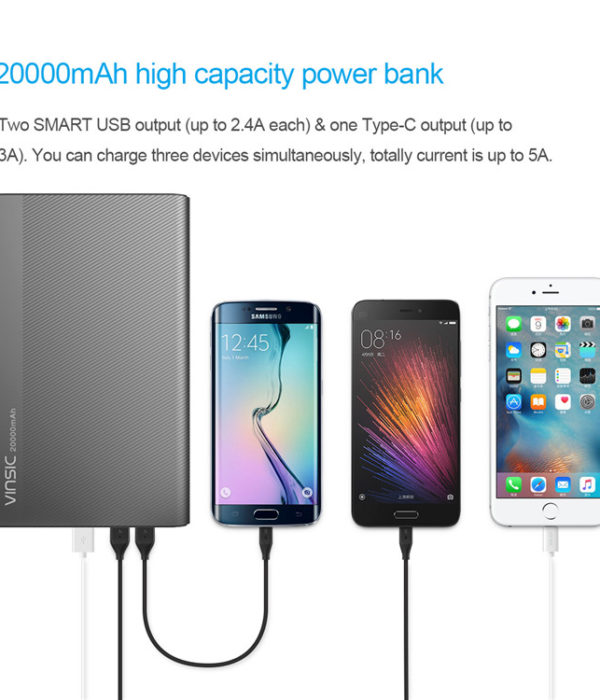 20000mAh high capacity power bank
Two SMART USB output (up to 2.4A each) & one Type-C output (up to
3A). You can charge three devices simultaneously, totally current is up to 5A.
VINSIC 20000mAh
SAMSUNG
12:45
08:16